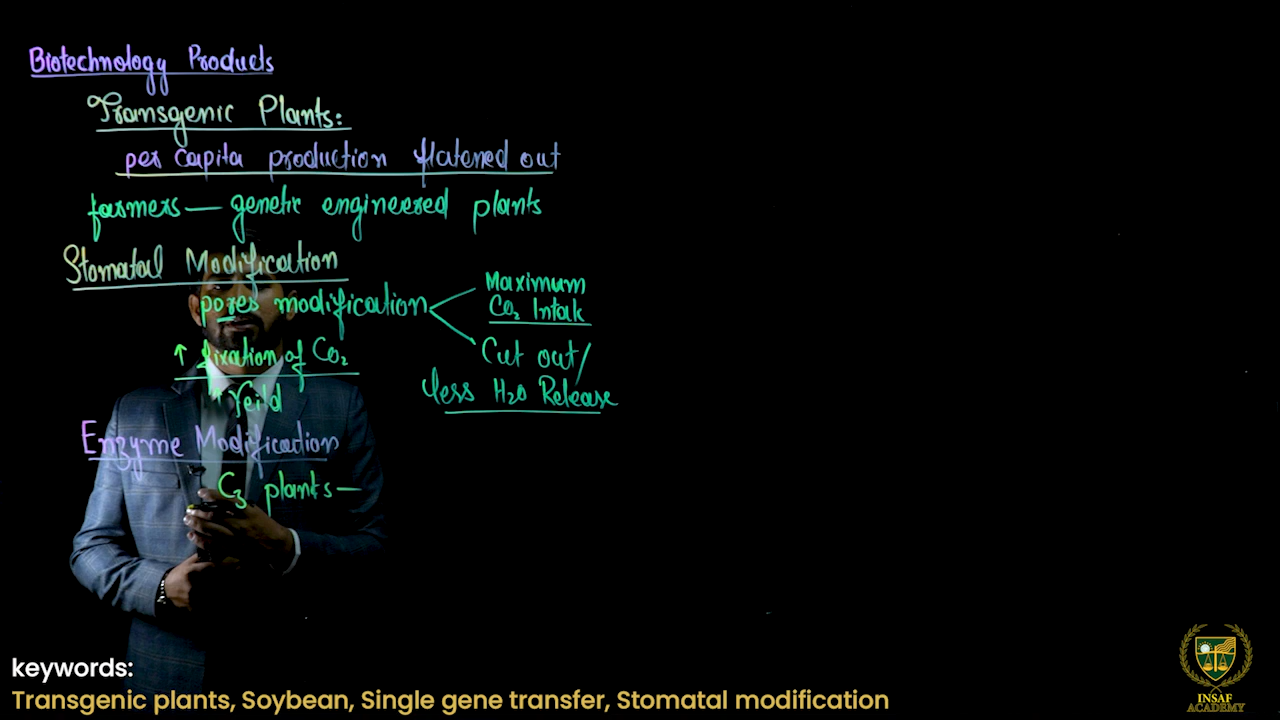 Biotechnology Products
Transgenic Plants:
per capita production flatened out
farmers — genetic engineered plants
Stomatal Modification
pores modification
Maximum
CO₂ Intak
↑ fixation of CO₂
Cut out/
less H₂O Release
↑ Yeild
Enzyme Modification
C₃ plants —
keywords:
Transgenic plants, Soybean, Single gene transfer, Stomatal modification
INSAF
ACADEMY